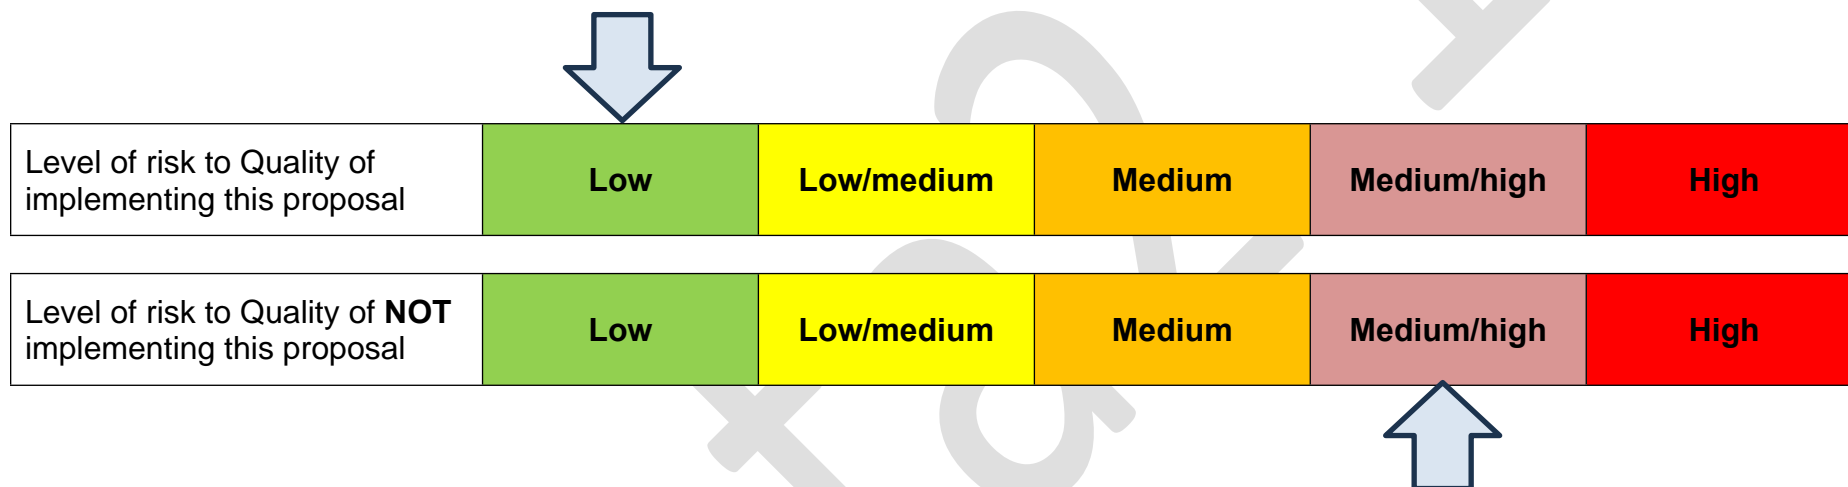 Level of risk to Quality of
implementing this proposal
Low
Low/medium
Medium
Medium/high
High
Level of risk to Quality of NOT
implementing this proposal
Low
Low/medium
Medium
Medium/high
High